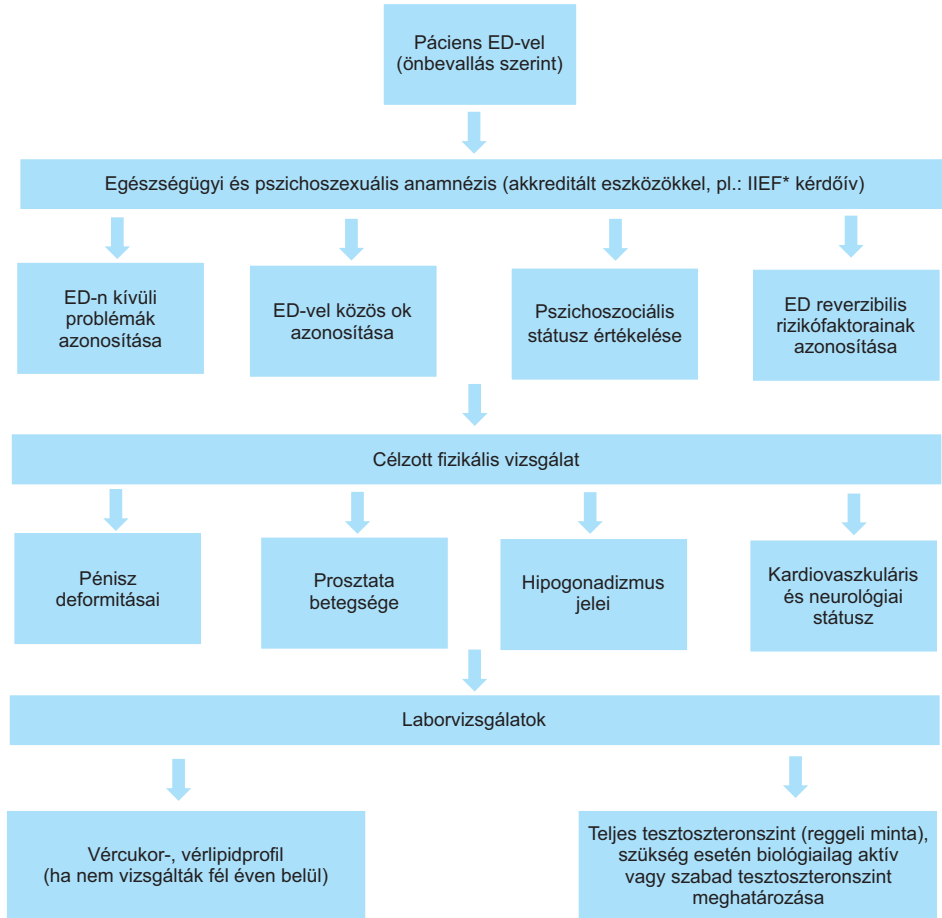 Páciens ED-vel
(önbevallás szerint)
Egészségügyi és pszichoszexuális anamnézis (akkreditált eszközökkel, pl.: IIEF* kérdőív)
ED-n kívüli
problémák
azonosítása
ED-vel közös ok
azonosítása
Pszichoszociális
státusz értékelése
ED reverzibilis
rizikófaktorainak
azonosítása
Célzott fizikális vizsgálat
Pénisz
deformitásai
Prosztata
betegsége
Hipogonadizmus
jelei
Kardiovaszkuláris
és neurológiai
státusz
Laborvizsgálatok
Vércukor-, vérlipidprofil
(ha nem vizsgálták fél éven belül)
Teljes tesztoszteronszint (reggeli minta),
szükség esetén biológiailag aktív
vagy szabad tesztoszteronszint
meghatározása